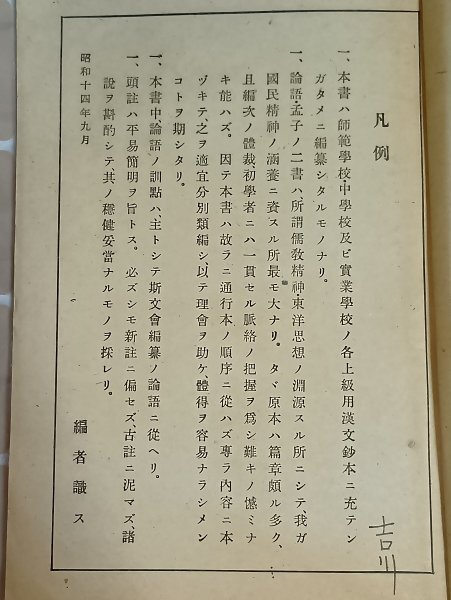 凡例
一、本書ハ師範學校・中學校及ビ實業學校ノ各上級用漢文鈔本ニ充テン
ガタメニ編纂シタルモノナリ。
一、論語・孟子ノ二書ハ、所謂儒敎精神・東洋思想ノ淵源スル所ニシテ、我ガ
國民精神ノ涵養ニ資スル所最モ大ナリ。タヾ原本ハ篇章頗ル多ク、
且編次ノ體裁初學者ニハ一貫セル脈絡ノ把握ヲ爲シ難キノ憾ミナ
キ能ハズ。因テ本書ハ故ラニ通行本ノ順序ニ從ハズ專ラ內容ニ本
ヅキテ之ヲ適宜分別類編シ、以テ理會ヲ助ケ、體得ヲ容易ナラシメン
コトヲ期シタリ。
一、本書中論語ノ訓點ハ、主トシテ斯文會編纂ノ論語ニ從ヘリ。
一、頭註ハ平易簡明ヲ旨トス。必ズシモ新註ニ偏セズ、古註ニ泥マズ、諸
說ヲ斟酌シテ、其ノ穩健妥當ナルモノヲ採レリ。
昭和十四年九月
編者識ス
吉川